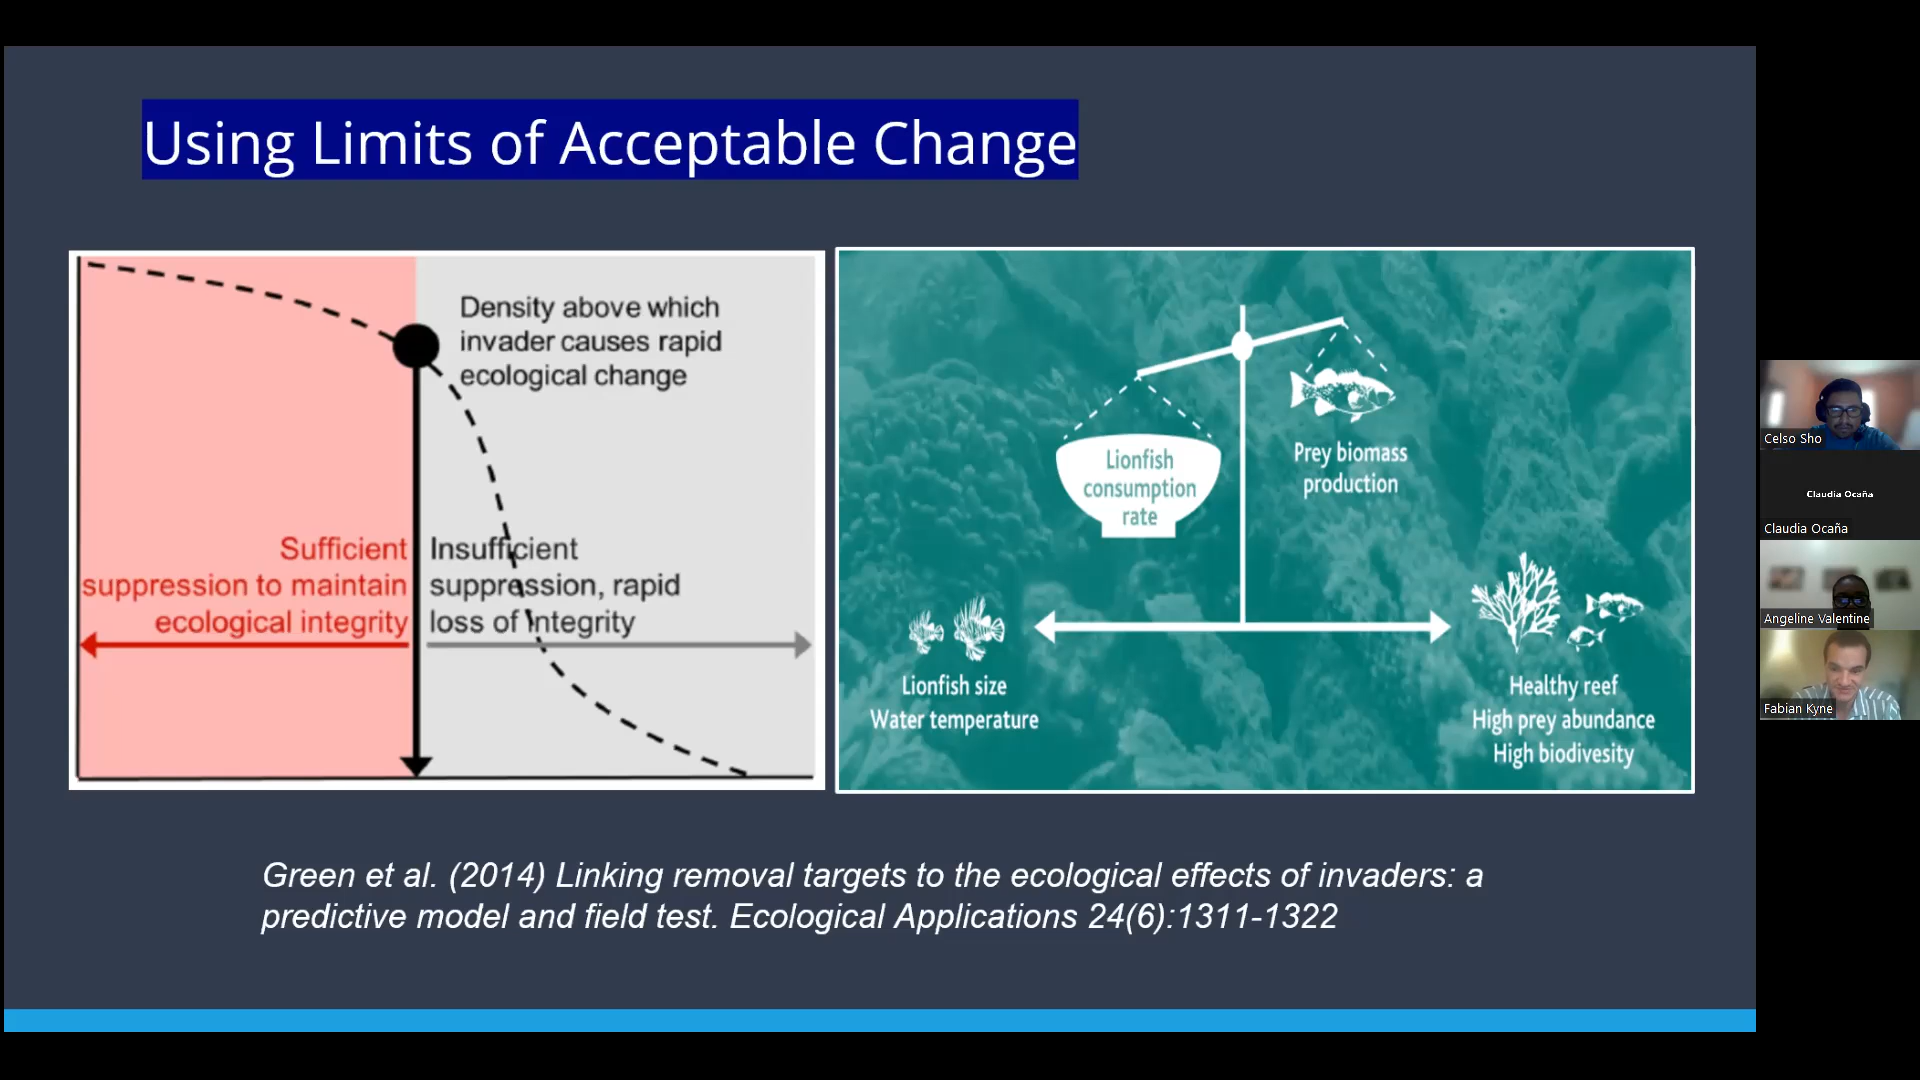 Using Limits of Acceptable Change
Density above which
invader causes rapid
ecological change
Sufficient
suppression to maintain
ecological integrity
Insufficient
suppression, rapid
loss of integrity
Lionfish
consumption
rate
Prey biomass
production
Lionfish size
Water temperature
Healthy reef
High prey abundance
High biodivesity
Green et al. (2014) Linking removal targets to the ecological effects of invaders: a
predictive model and field test. Ecological Applications 24(6):1311-1322
Celso Sho
Claudia Ocaña
Claudia Ocaña
Angeline Valentine
Fabian Kyne